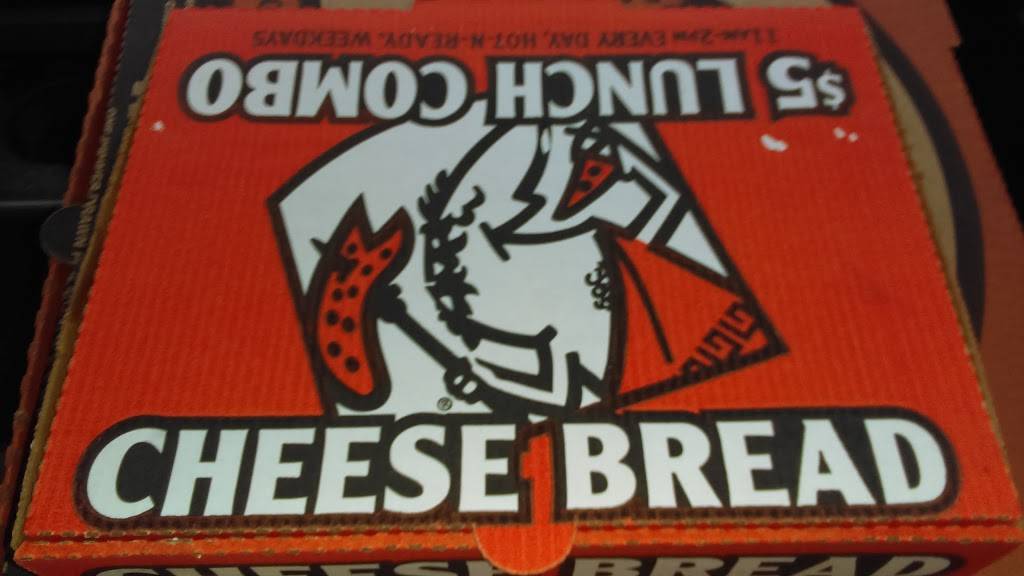 CHEESE BREAD
$5 LUNCH COMBO
11AM-2PM EVERY DAY, HOT-N-READY, WEEKDAYS
®
CHEESE BREAD